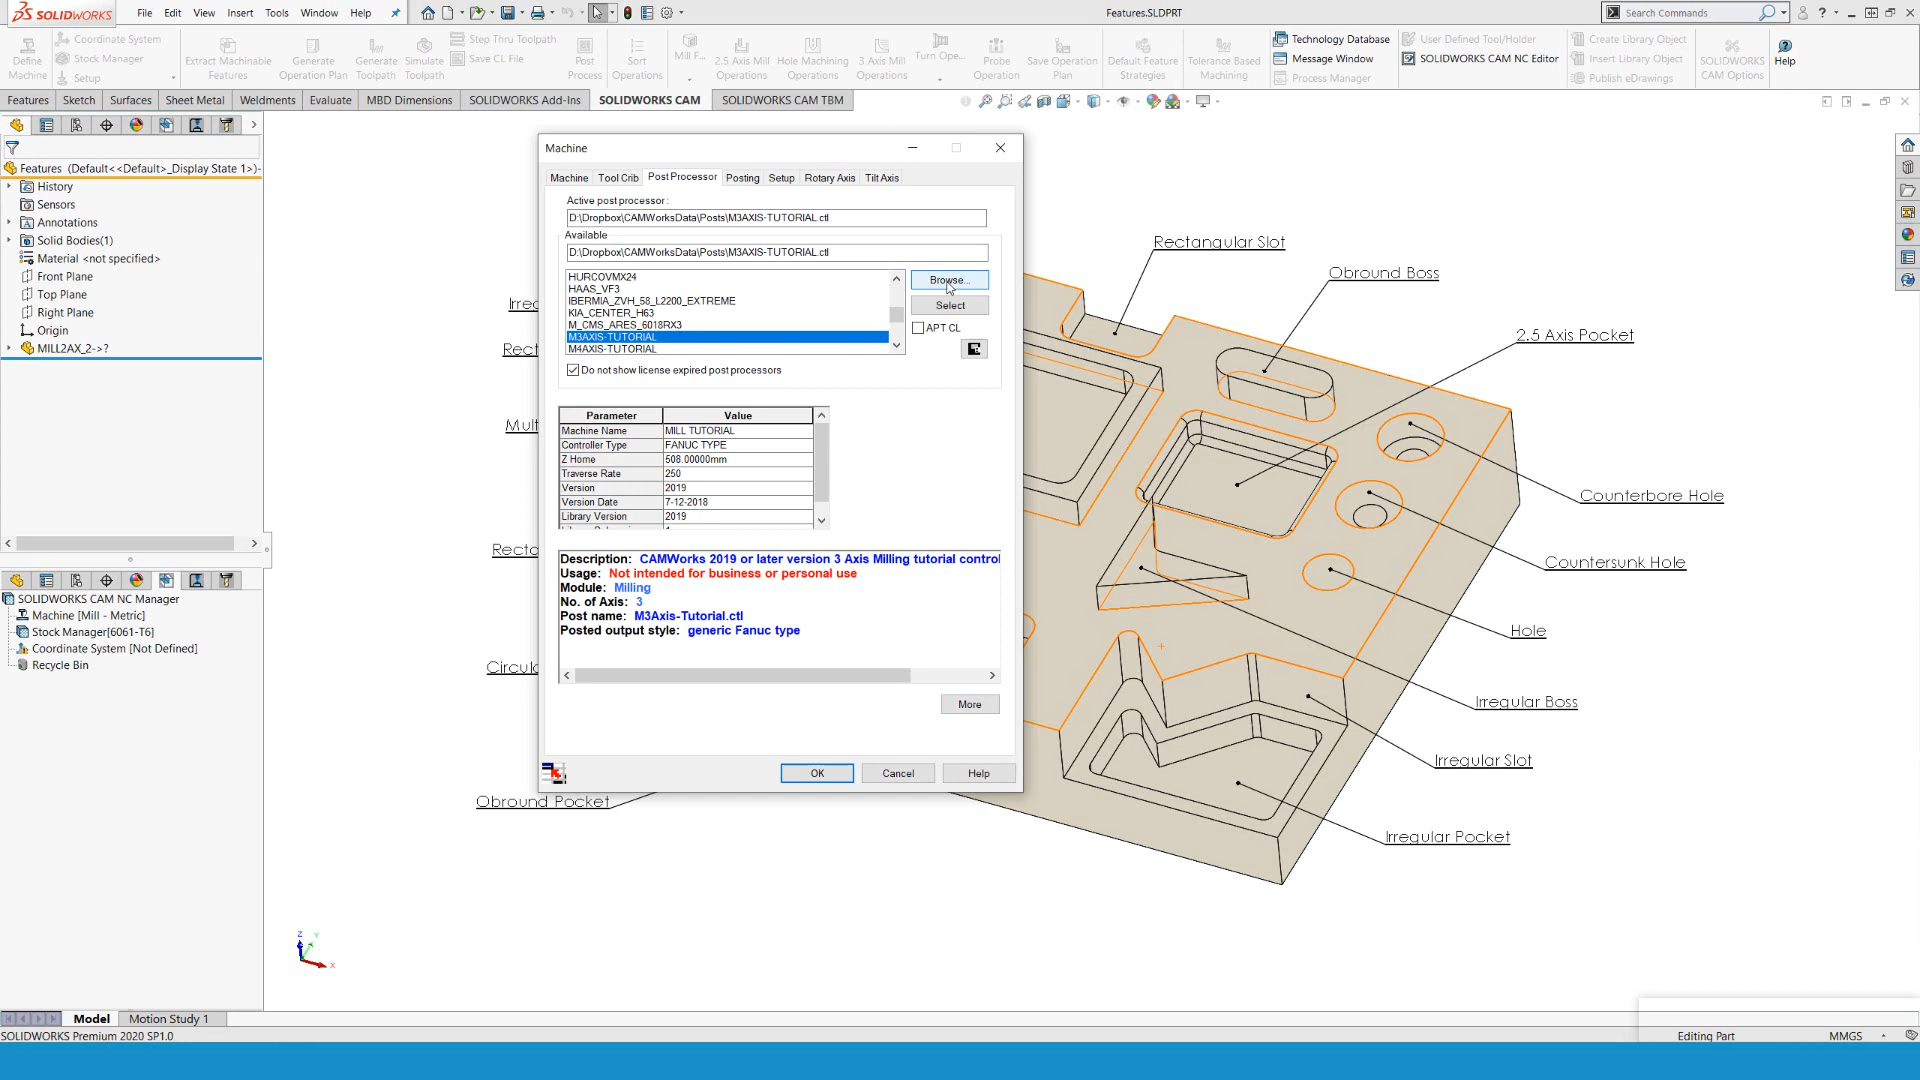 SOLIDWORKS File Edit View Insert Tools Window Help Features.SLDPRT Search Commands
Define Machine
Coordinate System
Stock Manager
Setup
Extract Machinable Features
Generate Operation Plan
Generate Toolpath
Simulate Toolpath
Step Thru Toolpath
Save CL File
Post Process
Sort Operations
Mill F...
2.5 Axis Mill Operations
Hole Machining Operations
3 Axis Mill Operations
Turn Ope...
Probe Operation
Save Operation Plan
Default Feature Strategies
Tolerance Based Machining
Technology Database
Message Window
Process Manager
User Defined Tool/Holder
SOLIDWORKS CAM NC Editor
Create Library Object
Insert Library Object
Publish eDrawings
SOLIDWORKS CAM Options
Help
Features Sketch Surfaces Sheet Metal Weldments Evaluate MBD Dimensions SOLIDWORKS Add-Ins SOLIDWORKS CAM SOLIDWORKS CAM TBM
Features (Default<<Default>_Display State 1>)-
History
Sensors
Annotations
Solid Bodies(1)
Material <not specified>
Front Plane
Top Plane
Right Plane
Origin
MILL2AX_2->?
SOLIDWORKS CAM NC Manager
Machine [Mill - Metric]
Stock Manager[6061-T6]
Coordinate System [Not Defined]
Recycle Bin
Machine
Machine Tool Crib Post Processor Posting Setup Rotary Axis Tilt Axis
Active post processor :
D:\Dropbox\CAMWorksData\Posts\M3AXIS-TUTORIAL.ctl
Available
D:\Dropbox\CAMWorksData\Posts\M3AXIS-TUTORIAL.ctl
HURCOVMX24
HAAS_VF3
IBERMIA_ZVH_58_L2200_EXTREME
KIA_CENTER_H63
M_CMS_ARES_6018RX3
M3AXIS-TUTORIAL
M4AXIS-TUTORIAL
Browse...
Select
APT CL
Do not show license expired post processors
Parameter Value
Machine Name MILL TUTORIAL
Controller Type FANUC TYPE
Z Home 508.00000mm
Traverse Rate 250
Version 2019
Version Date 7-12-2018
Library Version 2019
Description: CAMWorks 2019 or later version 3 Axis Milling tutorial control
Usage: Not intended for business or personal use
Module: Milling
No. of Axis: 3
Post name: M3Axis-Tutorial.ctl
Posted output style: generic Fanuc type
More
OK Cancel Help
Rectangular Slot
Obround Boss
2.5 Axis Pocket
Counterbore Hole
Countersunk Hole
Hole
Irregular Boss
Irregular Slot
Irregular Pocket
Irre
Rect
Mult
Recta
Circula
Obround Pocket
Z
Y
X
Model Motion Study 1
SOLIDWORKS Premium 2020 SP1.0 Editing Part MMGS